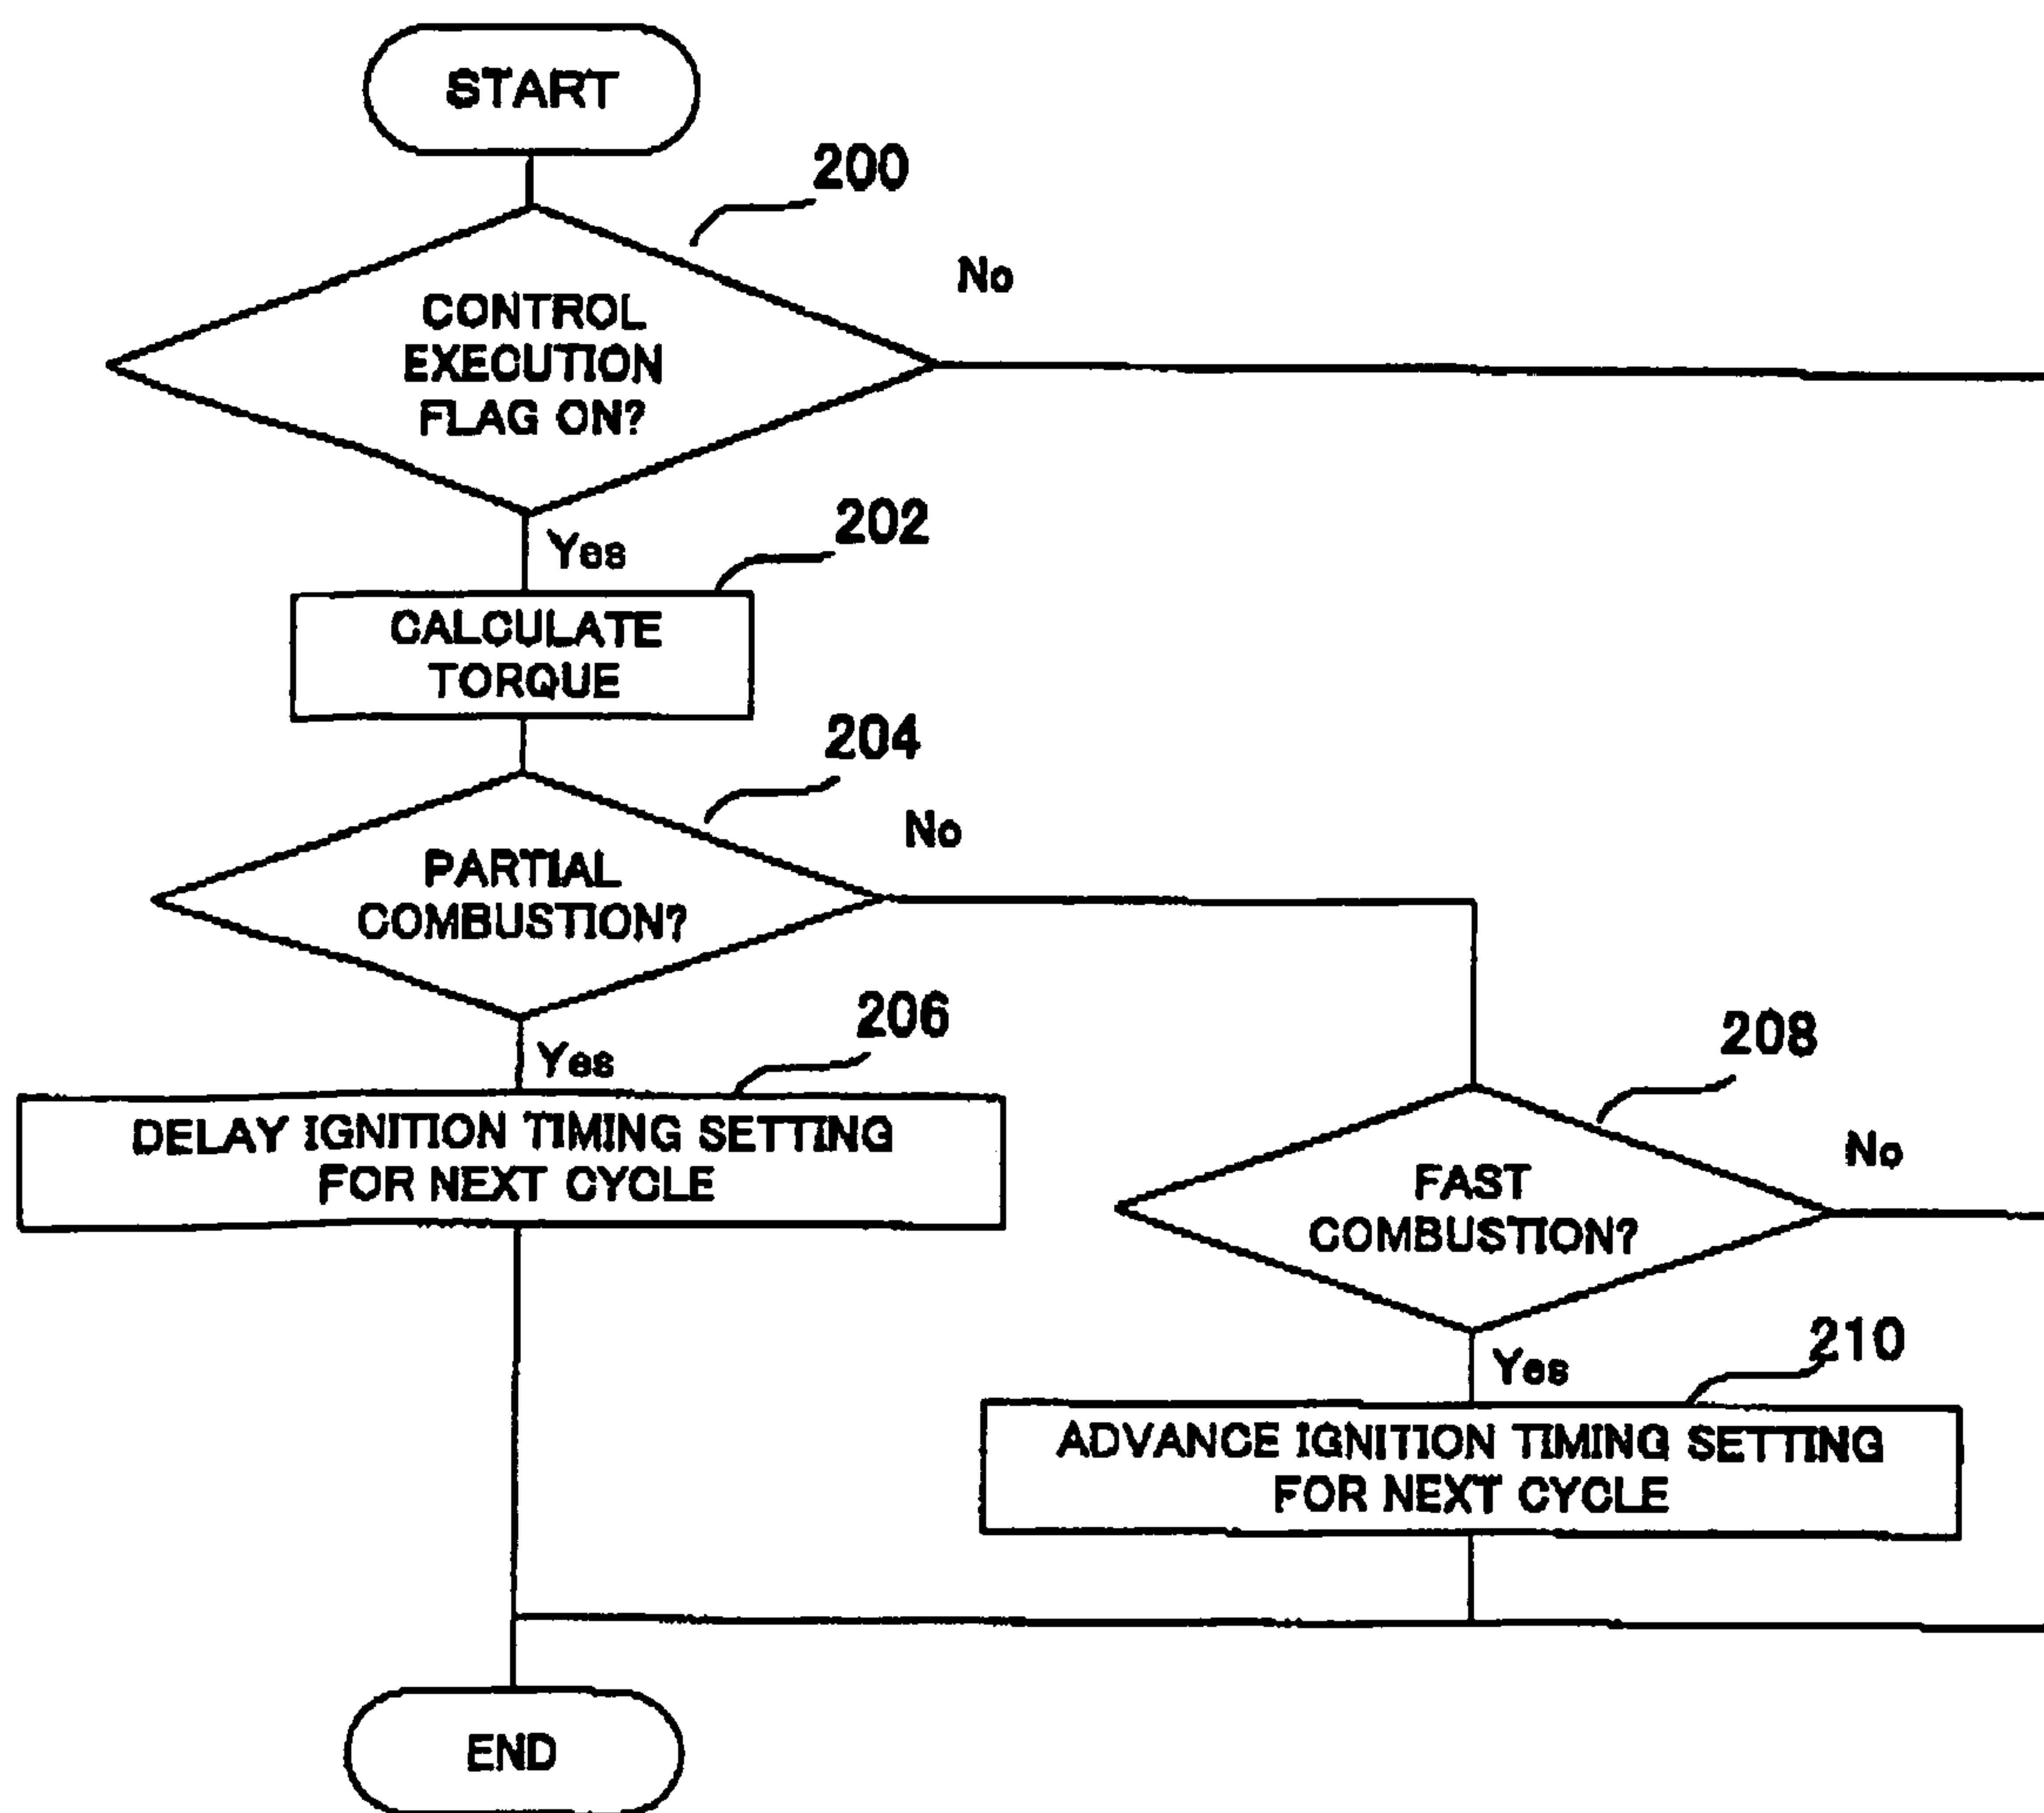 START
200
No
CONTROL
EXECUTION
FLAG ON?
Yes
202
CALCULATE
TORQUE
204
No
PARTIAL
COMBUSTION?
Yes
206
DELAY IGNITION TIMING SETTING
FOR NEXT CYCLE
208
No
FAST
COMBUSTION?
Yes
210
ADVANCE IGNITION TIMING SETTING
FOR NEXT CYCLE
END